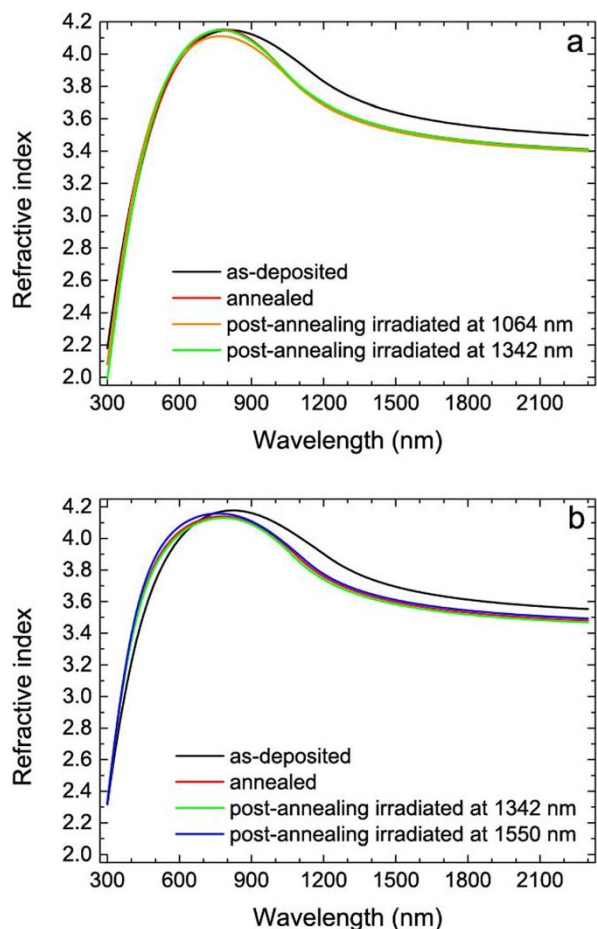 a
Refractive index
4.2
4.0
3.8
3.6
3.4
3.2
3.0
2.8
2.6
2.4
2.2
2.0
as-deposited
annealed
post-annealing irradiated at 1064 nm
post-annealing irradiated at 1342 nm
300 600 900 1200 1500 1800 2100
Wavelength (nm)
b
Refractive index
4.2
4.0
3.8
3.6
3.4
3.2
3.0
2.8
2.6
2.4
2.2
2.0
as-deposited
annealed
post-annealing irradiated at 1342 nm
post-annealing irradiated at 1550 nm
300 600 900 1200 1500 1800 2100
Wavelength (nm)